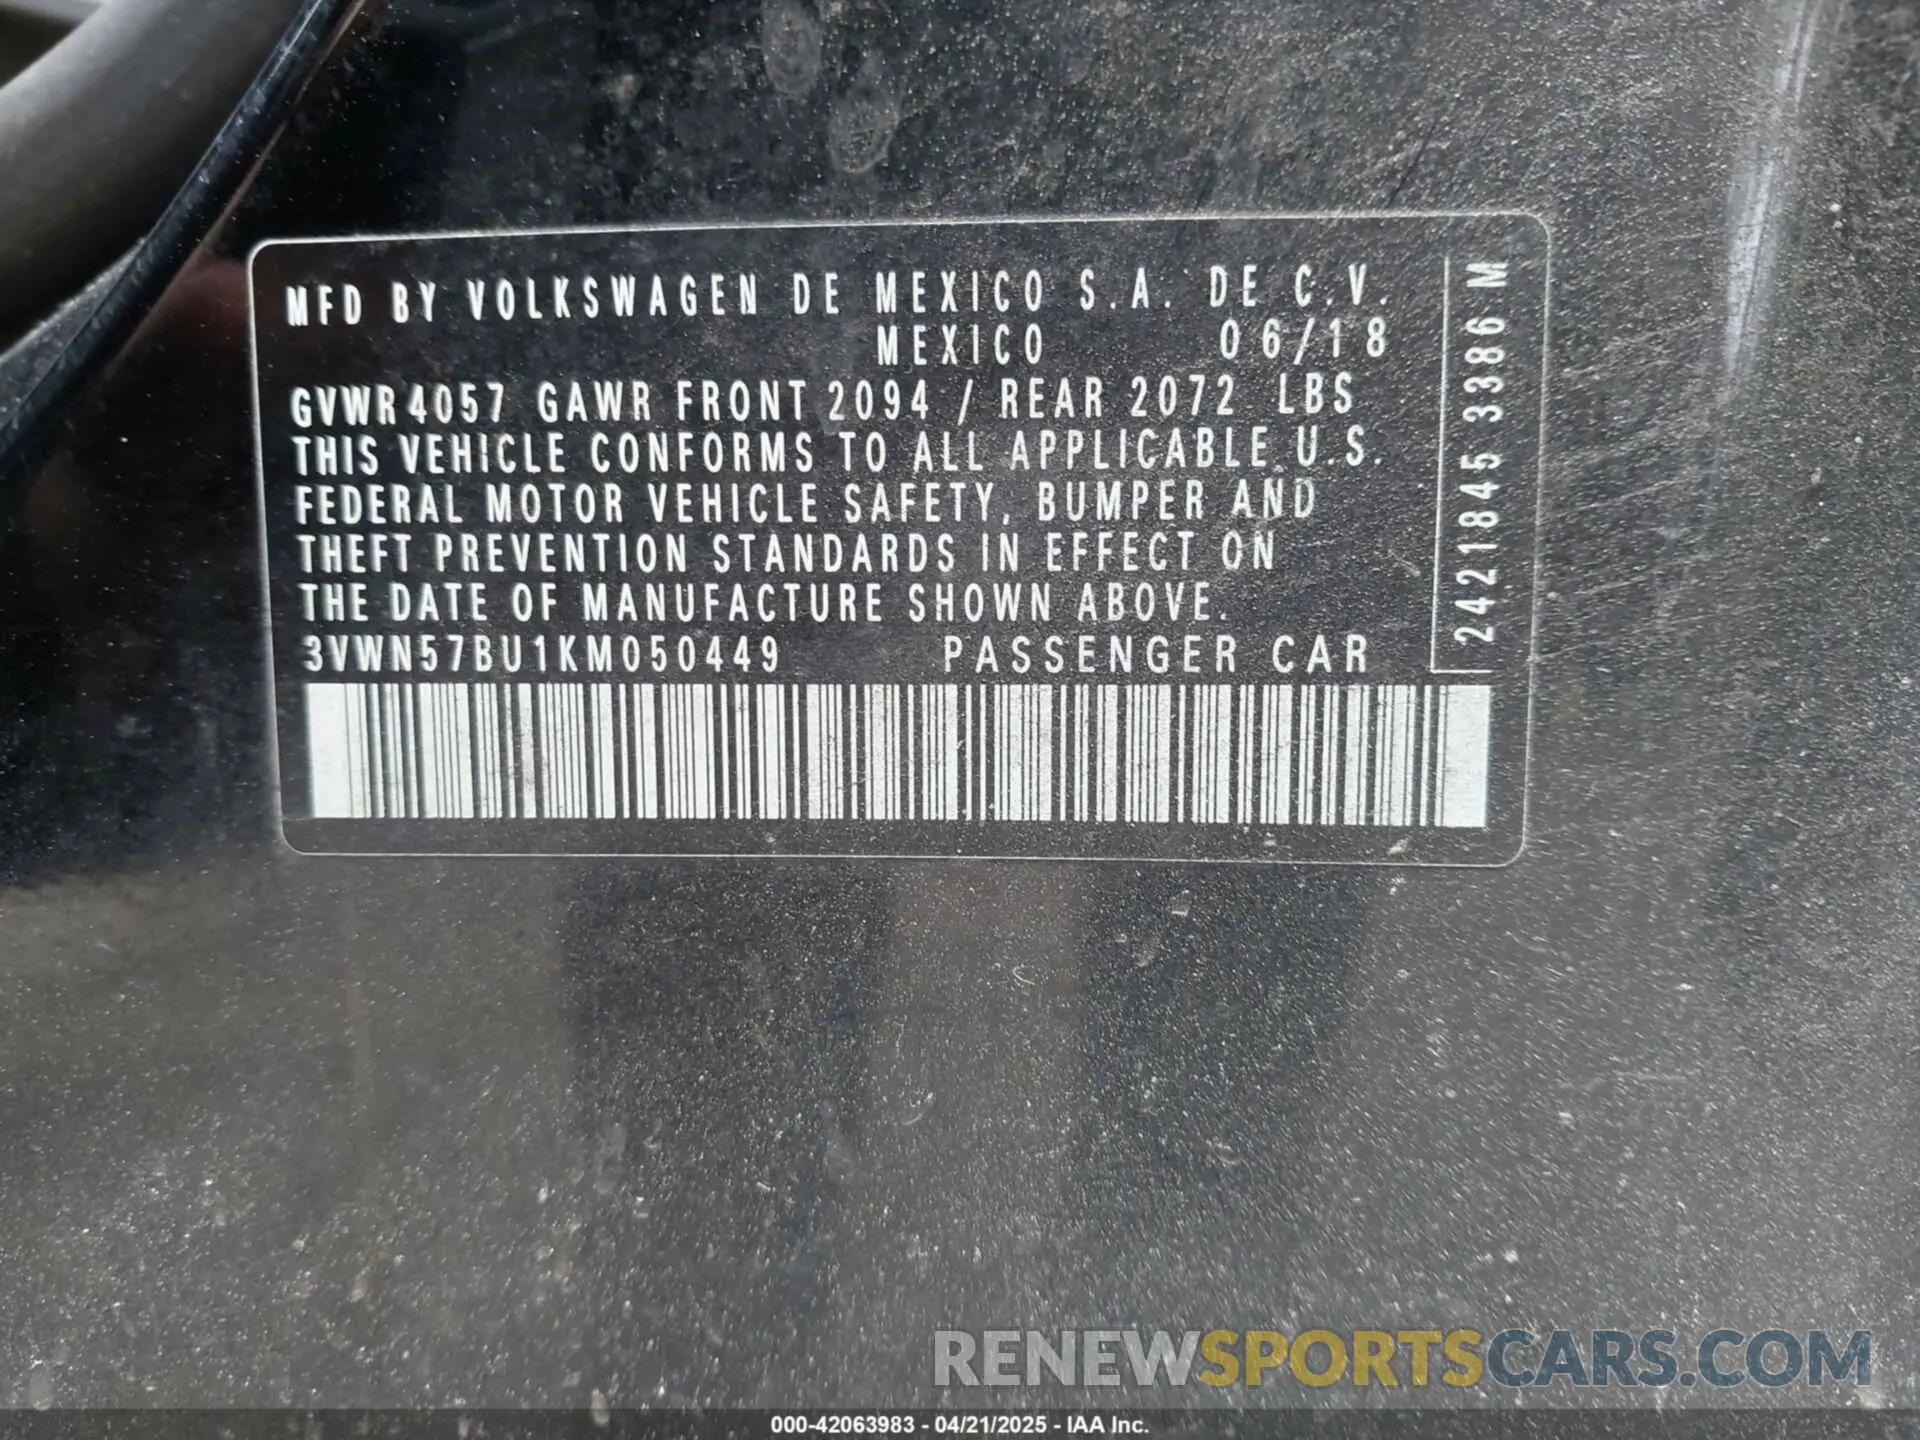 MFD BY VOLKSWAGEN DE MEXICO S.A. DE C.V.
MEXICO 06/18
GVWR 4057 GAWR FRONT 2094 / REAR 2072 LBS
THIS VEHICLE CONFORMS TO ALL APPLICABLE U.S.
FEDERAL MOTOR VEHICLE SAFETY, BUMPER AND
THEFT PREVENTION STANDARDS IN EFFECT ON
THE DATE OF MANUFACTURE SHOWN ABOVE.
3VWN57BU1KM050449 PASSENGER CAR
2421845 3386 M
RENEWSPORTSCARS.COM
000-42063983 - 04/21/2025 - IAA Inc.